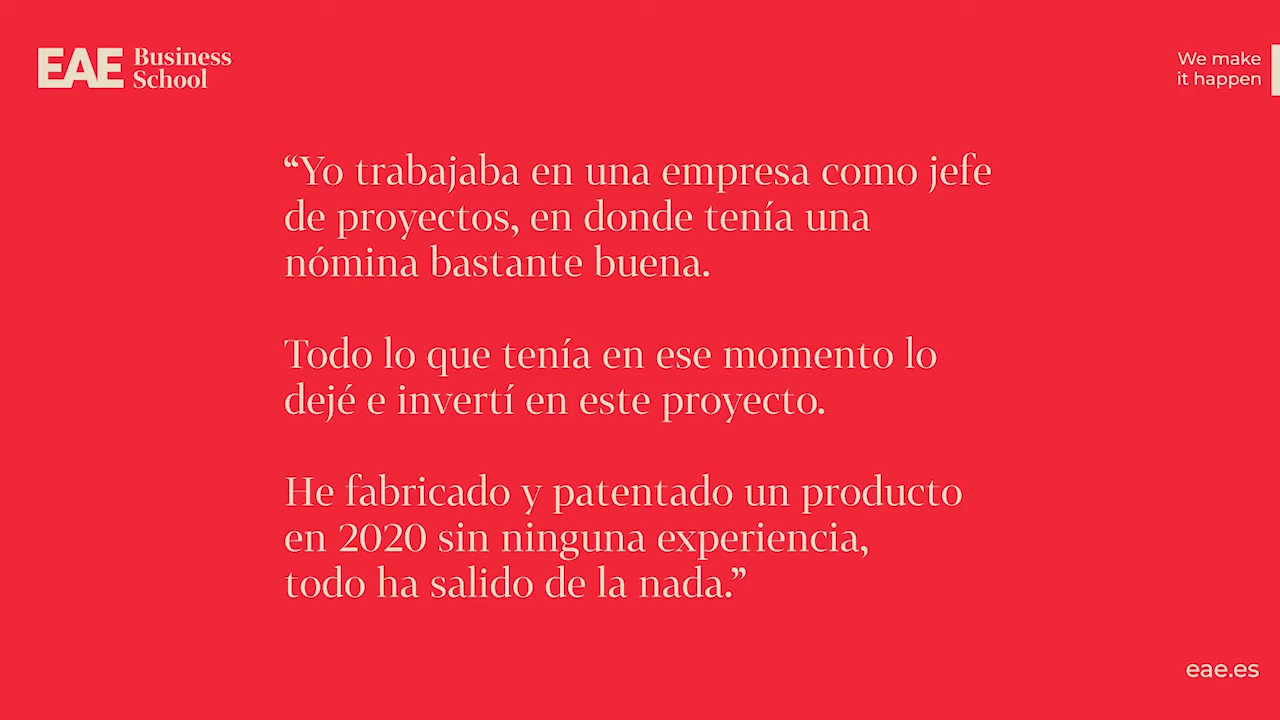 EAE Business
School
We make
it happen
“Yo trabajaba en una empresa como jefe
de proyectos, en donde tenía una
nómina bastante buena.
Todo lo que tenía en ese momento lo
dejé e invertí en este proyecto.
He fabricado y patentado un producto
en 2020 sin ninguna experiencia,
todo ha salido de la nada.”
eae.es